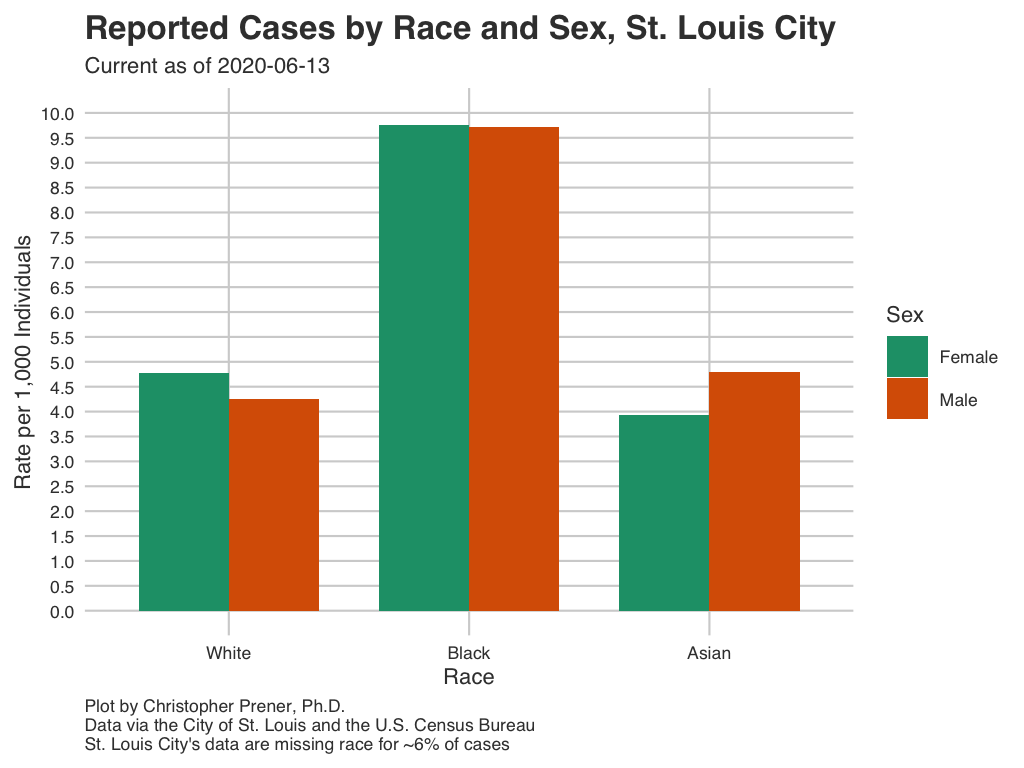 Reported Cases by Race and Sex, St. Louis City
Current as of 2020-06-13
10.0
9.5
9.0
8.5
8.0
7.5
7.0
6.5
6.0
5.5
5.0
4.5
4.0
3.5
3.0
2.5
2.0
1.5
1.0
0.5
0.0
Rate per 1,000 Individuals
White
Black
Asian
Race
Sex
Female
Male
Plot by Christopher Prener, Ph.D.
Data via the City of St. Louis and the U.S. Census Bureau
St. Louis City's data are missing race for ~6% of cases